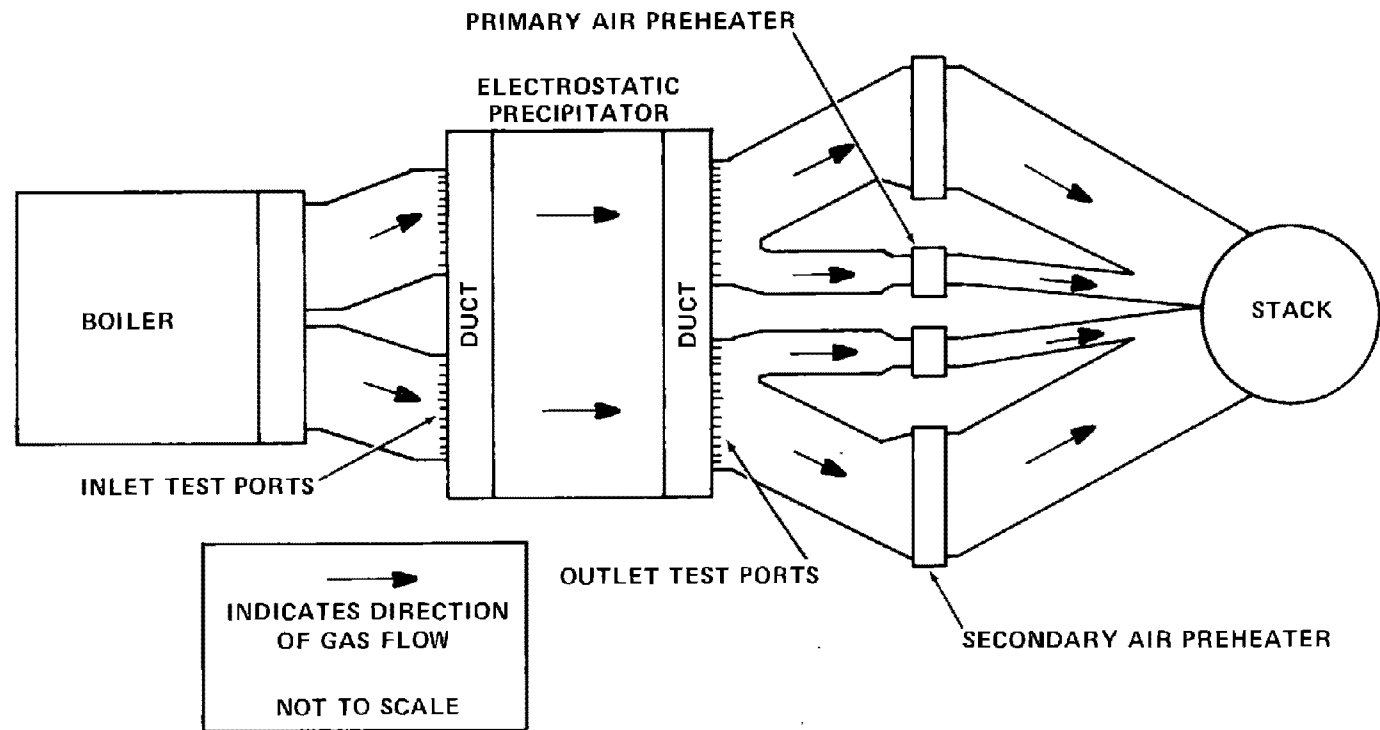 PRIMARY AIR PREHEATER
ELECTROSTATIC
PRECIPITATOR
BOILER
DUCT
DUCT
STACK
INLET TEST PORTS
OUTLET TEST PORTS
SECONDARY AIR PREHEATER
INDICATES DIRECTION
OF GAS FLOW
NOT TO SCALE